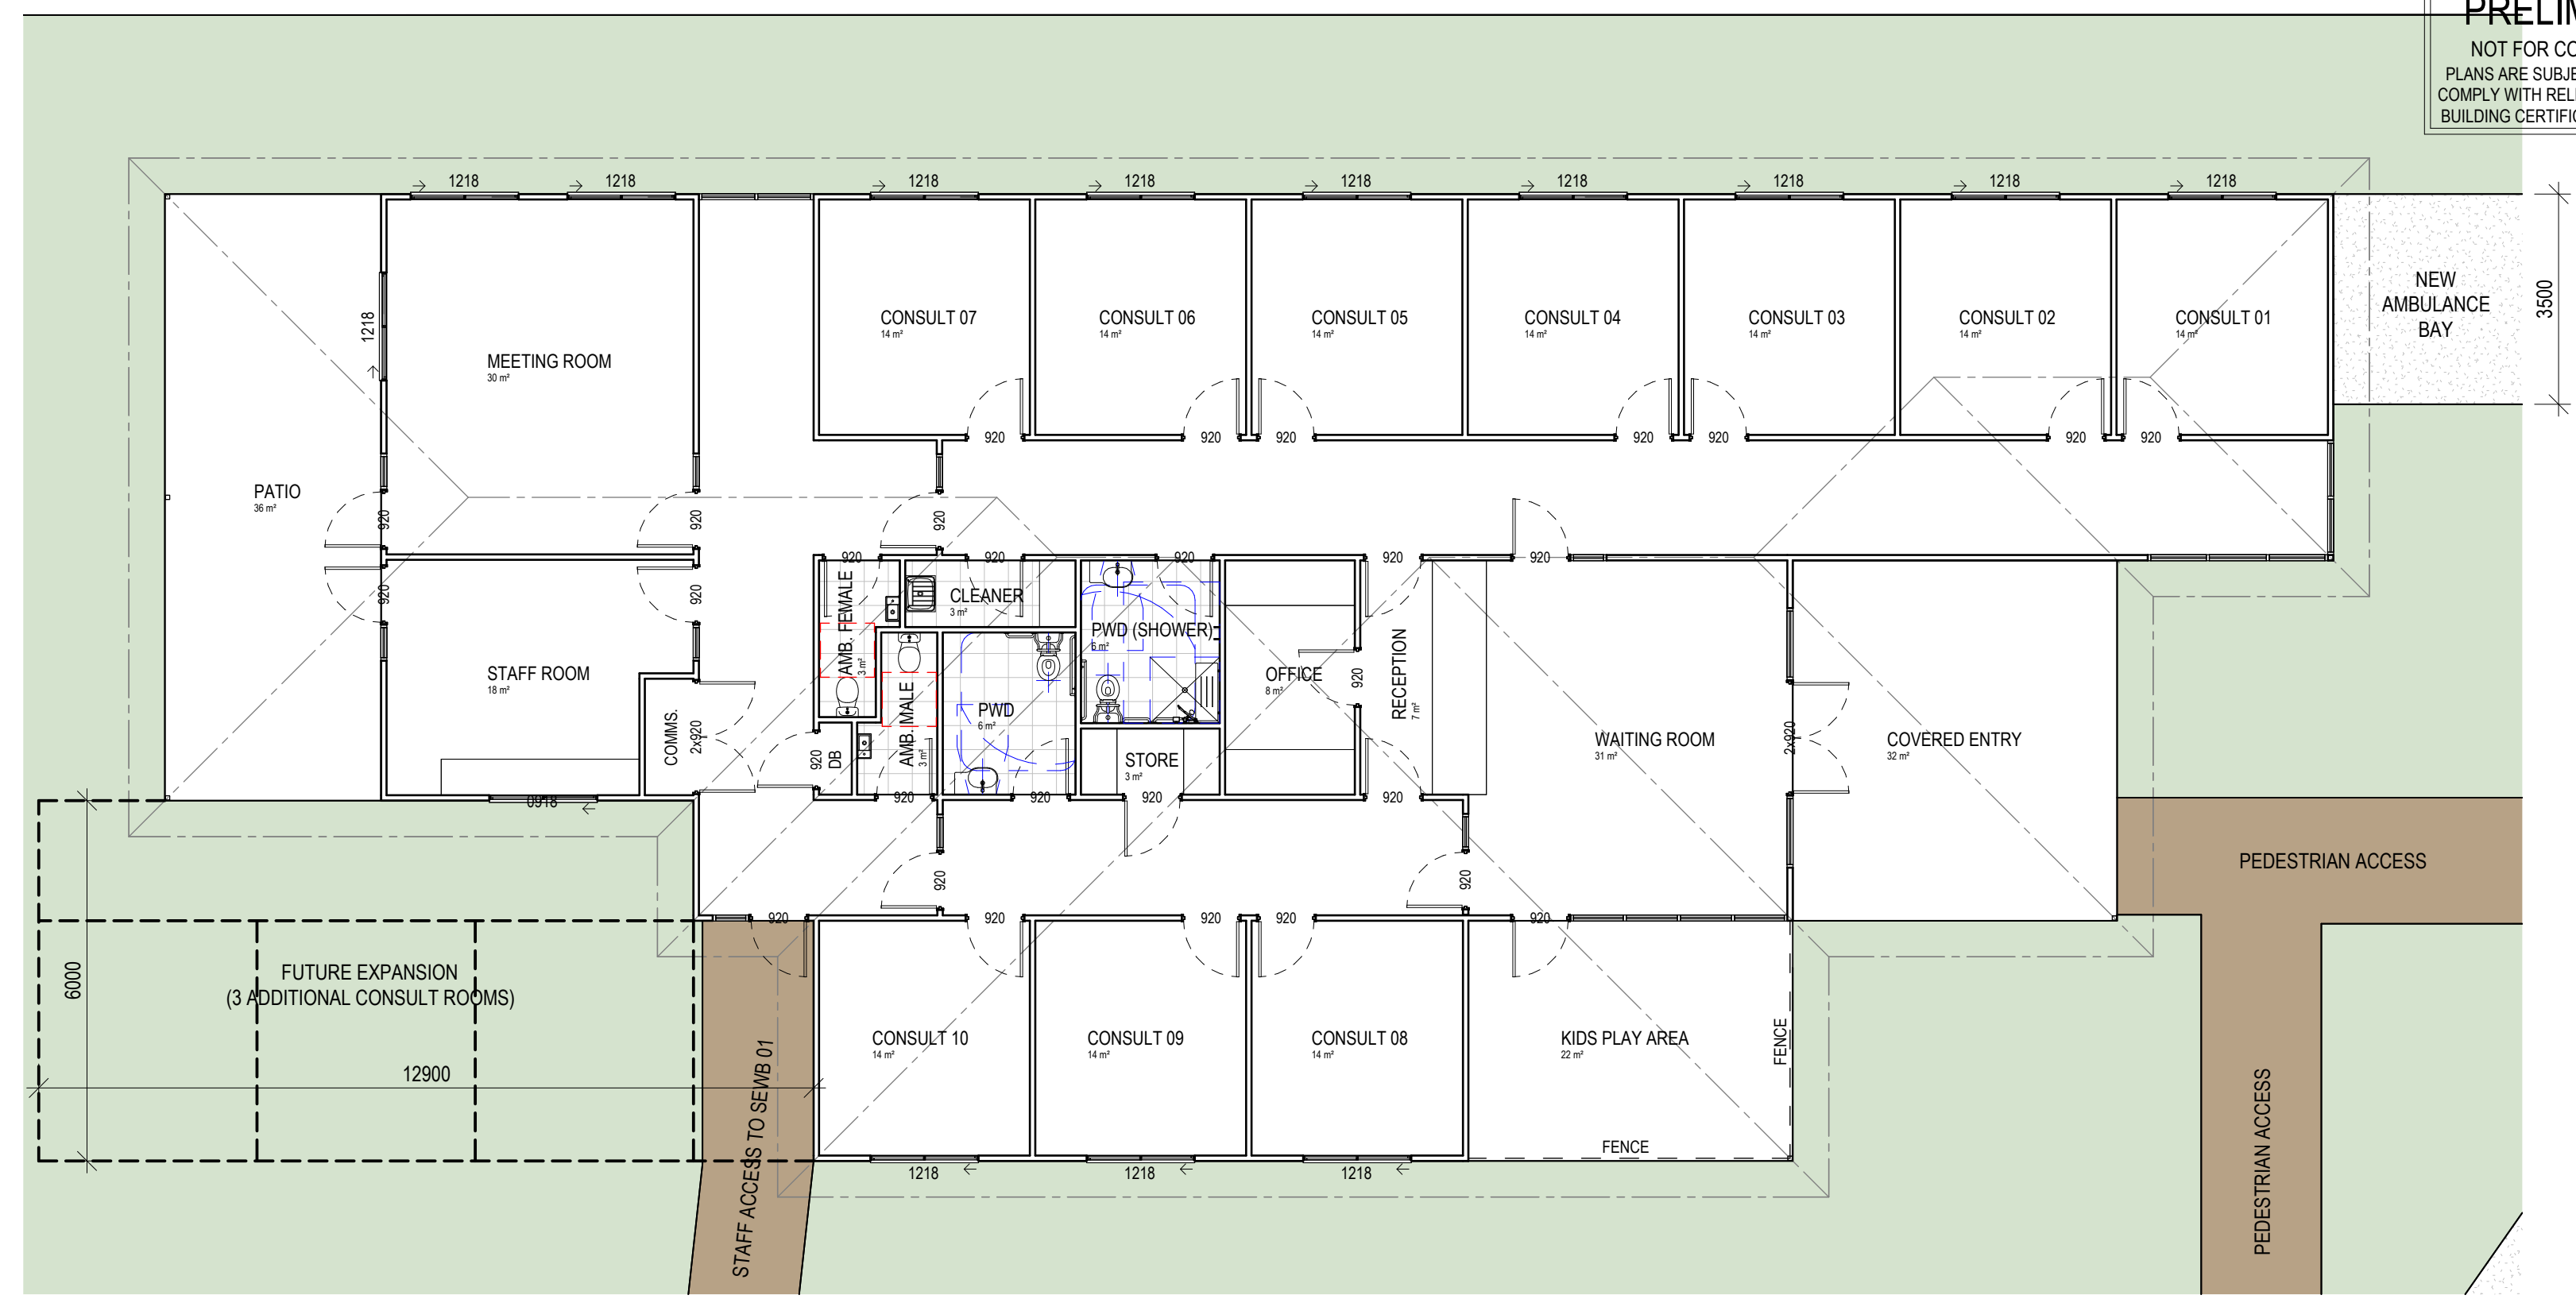 PRELIM
NOT FOR CO
PLANS ARE SUBJE
COMPLY WITH REL
BUILDING CERTIFI
1218
1218
1218
1218
1218
1218
1218
1218
1218
3500
NEW
AMBULANCE
BAY
1218
MEETING ROOM
30 m²
CONSULT 07
14 m²
CONSULT 06
14 m²
CONSULT 05
14 m²
CONSULT 04
14 m²
CONSULT 03
14 m²
CONSULT 02
14 m²
CONSULT 01
14 m²
920
920
920
920
920
920
920
PATIO
36 m²
920
920
920
920
920
920
920
920
920
920
AMB. FEMALE
3 m²
CLEANER
3 m²
PWD (SHOWER)
6 m²
STAFF ROOM
18 m²
COMMS.
2x920
920
DB
AMB. MALE
3 m²
PWD
6 m²
OFFICE
8 m²
920
RECEPTION
7 m²
STORE
3 m²
WAITING ROOM
31 m²
2x920
COVERED ENTRY
32 m²
0918
920
920
920
920
920
920
PEDESTRIAN ACCESS
920
920
920
920
920
FUTURE EXPANSION
(3 ADDITIONAL CONSULT ROOMS)
6000
12900
STAFF ACCESS TO SEWB 01
CONSULT 10
14 m²
CONSULT 09
14 m²
CONSULT 08
14 m²
KIDS PLAY AREA
22 m²
FENCE
FENCE
1218
1218
1218
PEDESTRIAN ACCESS